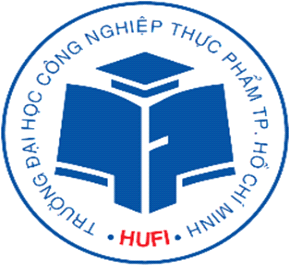 TRƯỜNG ĐẠI HỌC CÔNG NGHIỆP THỰC PHẨM TP. HỒ CHÍ MINH
• HUFI •